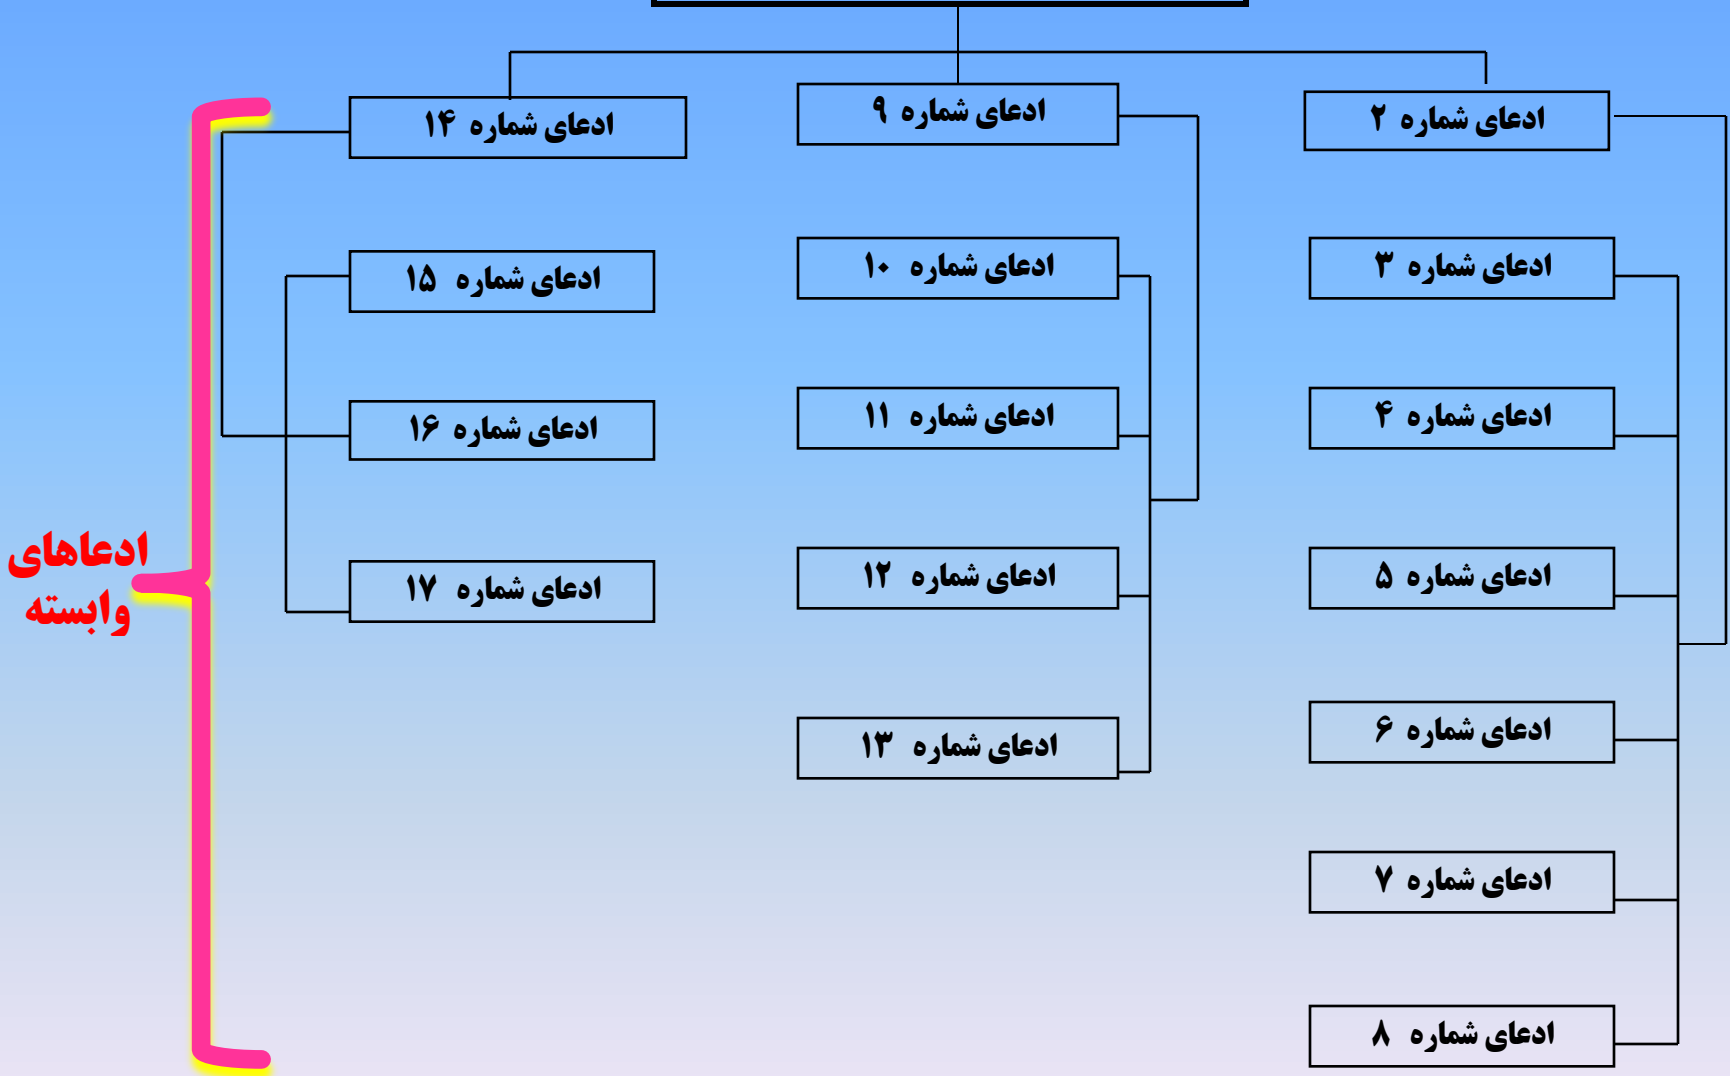 ادعای شماره ۲
ادعای شماره ۳
ادعای شماره ۴
ادعای شماره ۵
ادعای شماره ۶
ادعای شماره ۷
ادعای شماره ۸
ادعای شماره ۹
ادعای شماره ۱۰
ادعای شماره ۱۱
ادعای شماره ۱۲
ادعای شماره ۱۳
ادعای شماره ۱۴
ادعای شماره ۱۵
ادعای شماره ۱۶
ادعای شماره ۱۷
ادعاهای
وابسته